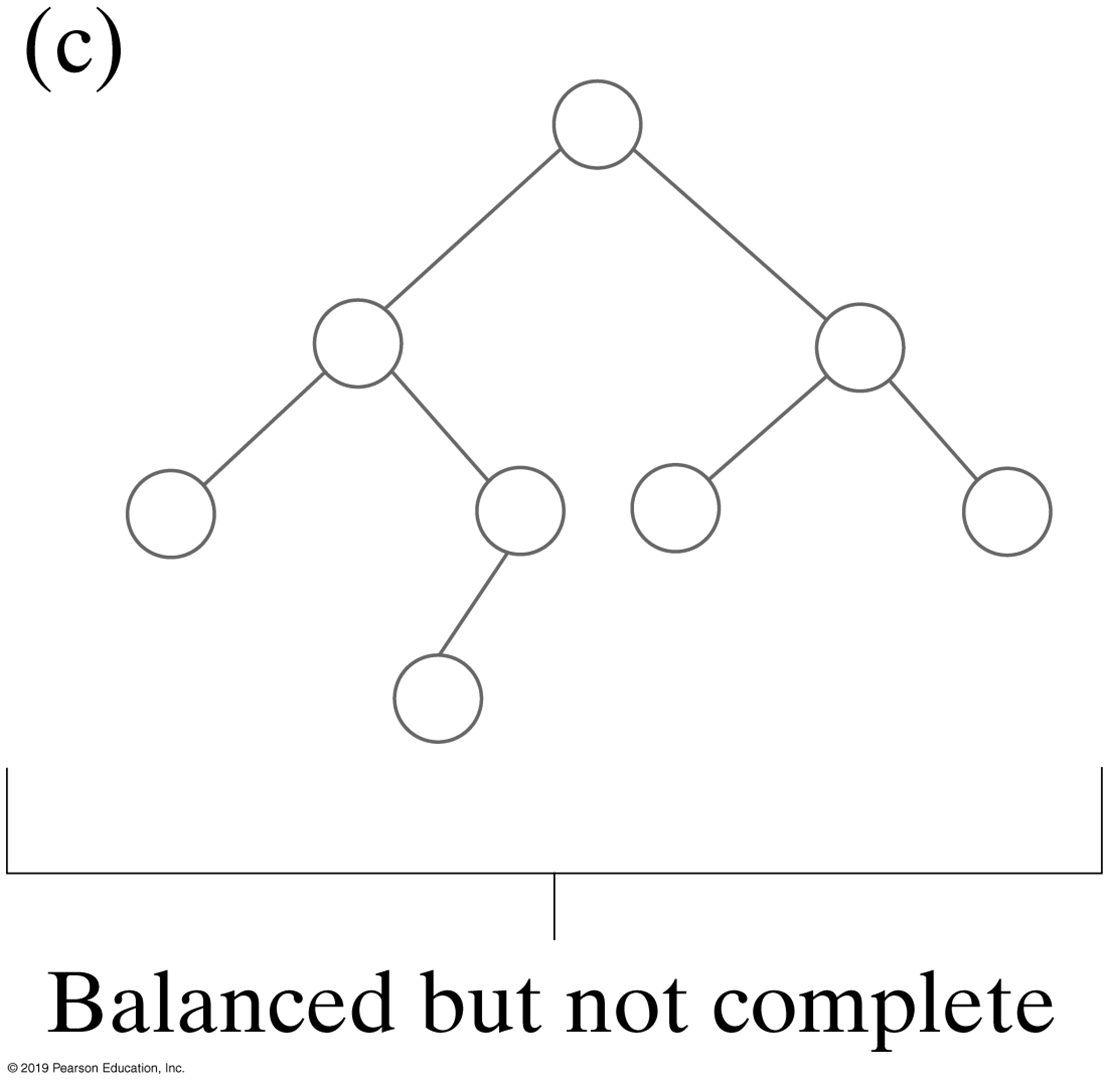 (c)
Balanced but not complete
© 2019 Pearson Education, Inc.